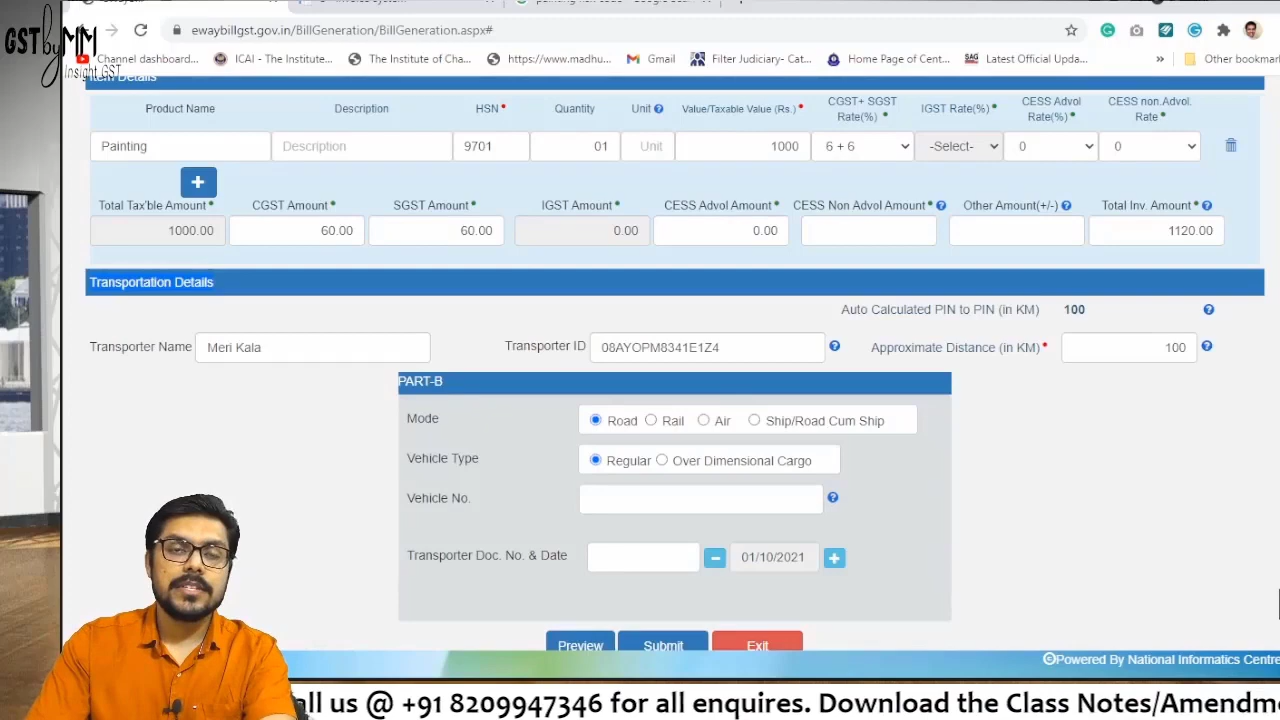 GST by MM
Insight GST
ewaybillgst.gov.in/BillGeneration/BillGeneration.aspx#
Channel dashboard...
ICAI - The Institute...
The Institute of Cha...
https://www.madhu...
Gmail
Filter Judiciary- Tat...
Home Page of Cent...
SAG
Latest Official Upda...
»
Other bookmar
Item Details
Product Name
Description
HSN•
Quantity
Unit
Value/Taxable Value (Rs.)•
CGST+ SGST
Rate(%) •
IGST Rate(%)•
CESS Advol
Rate(%)•
CESS non.Advol.
Rate•
Painting
Description
9701
01
Unit
1000
6 + 6
-Select-
0
0
+
Total Tax'ble Amount•
CGST Amount•
SGST Amount•
IGST Amount•
CESS Advol Amount•
CESS Non Advol Amount•
Other Amount(+/-)
Total Inv. Amount•
1000.00
60.00
60.00
0.00
0.00
1120.00
Transportation Details
Auto Calculated PIN to PIN (in KM)
100
Transporter Name
Meri Kala
Transporter ID
08AYOPM8341E1Z4
Approximate Distance (in KM)•
100
PART-B
Mode
Road
Rail
Air
Ship/Road Cum Ship
Vehicle Type
Regular
Over Dimensional Cargo
Vehicle No.
Transporter Doc. No. & Date
−
01/10/2021
+
Preview
Submit
Exit
©Powered By National Informatics Centre
all us @ +91 8209947346 for all enquires. Download the Class Notes/Amendme